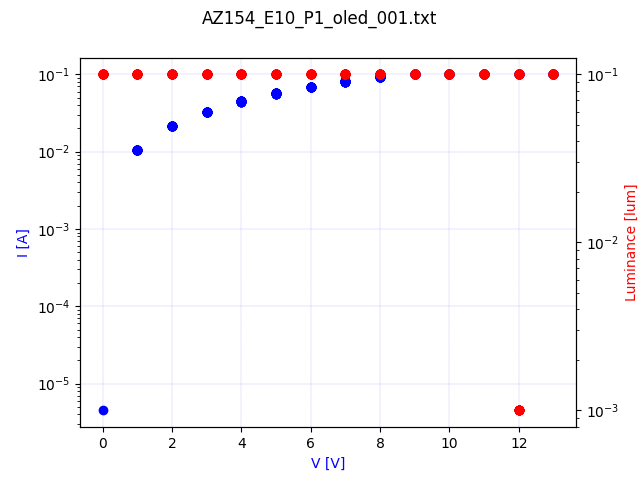 AZ154_E10_P1_oled_001.txt
10⁻¹
10⁻²
10⁻³
10⁻⁴
10⁻⁵
I [A]
10⁻¹
10⁻²
10⁻³
Luminance [lum]
0 2 4 6 8 10 12
V [V]